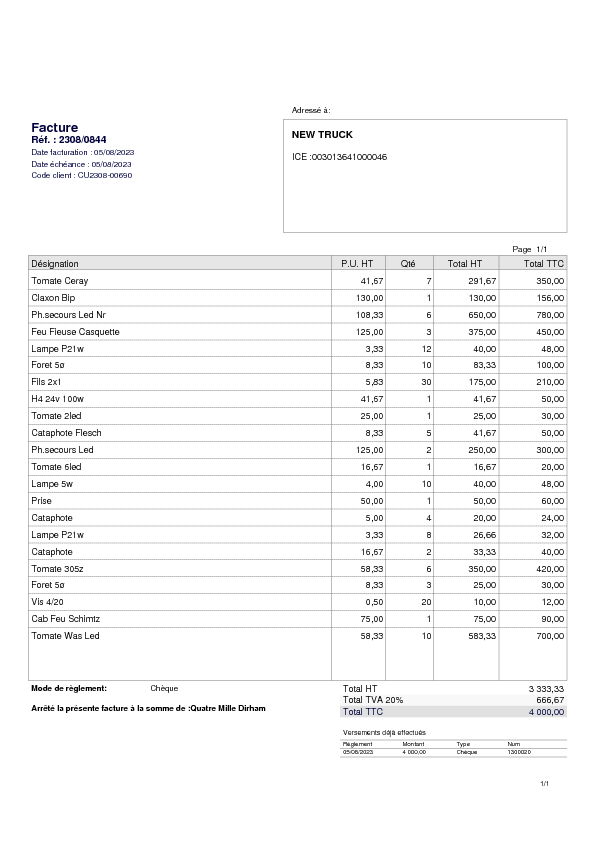 Adressé à:
Facture
Réf. : 2308/0844
Date facturation : 05/08/2023
Date échéance : 05/08/2023
Code client : CU2308-00690
NEW TRUCK
ICE :003013641000046
Page 1/1
Désignation P.U. HT Qté Total HT Total TTC
Tomate Ceray 41,67 7 291,67 350,00
Claxon Bip 130,00 1 130,00 156,00
Ph.secours Led Nr 108,33 6 650,00 780,00
Feu Fleuse Casquette 125,00 3 375,00 450,00
Lampe P21w 3,33 12 40,00 48,00
Foret 5ø 8,33 10 83,33 100,00
Fils 2x1 5,83 30 175,00 210,00
H4 24v 100w 41,67 1 41,67 50,00
Tomate 2led 25,00 1 25,00 30,00
Cataphote Flesch 8,33 5 41,67 50,00
Ph.secours Led 125,00 2 250,00 300,00
Tomate 6led 16,67 1 16,67 20,00
Lampe 5w 4,00 10 40,00 48,00
Prise 50,00 1 50,00 60,00
Cataphote 5,00 4 20,00 24,00
Lampe P21w 3,33 8 26,66 32,00
Cataphote 16,67 2 33,33 40,00
Tomate 305z 58,33 6 350,00 420,00
Foret 5ø 8,33 3 25,00 30,00
Vis 4/20 0,50 20 10,00 12,00
Cab Feu Schimtz 75,00 1 75,00 90,00
Tomate Was Led 58,33 10 583,33 700,00
Mode de règlement: Chèque
Arrêté la présente facture à la somme de :Quatre Mille Dirham
Total HT 3 333,33
Total TVA 20% 666,67
Total TTC 4 000,00
Versements déjà effectués
Règlement Montant Type Num
05/08/2023 4 000,00 Chèque 1300020
1/1